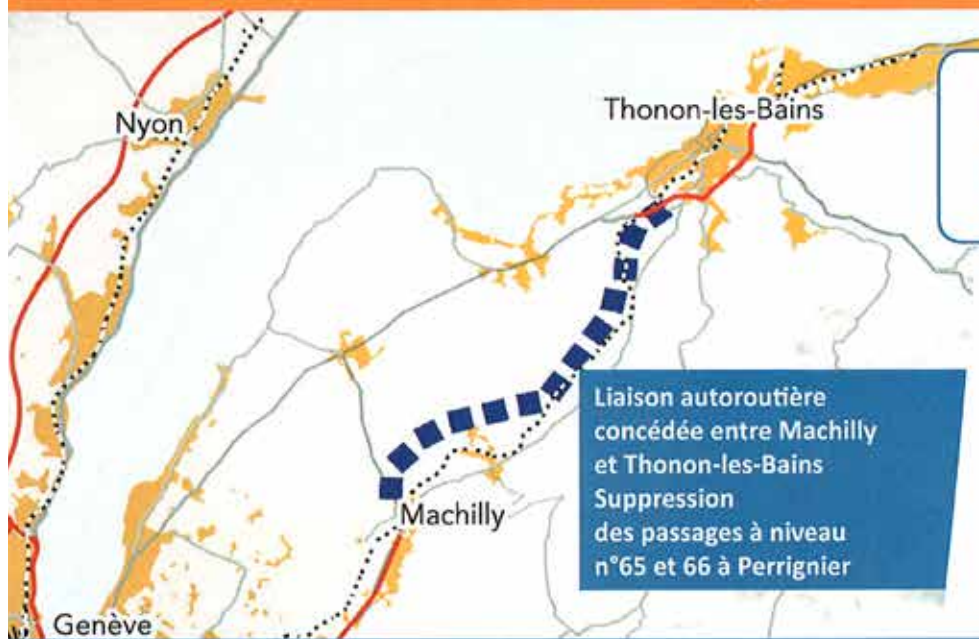 Nyon
Thonon-les-Bains
Liaison autoroutière
concédée entre Machilly
et Thonon-les-Bains
Suppression
des passages à niveau
n°65 et 66 à Perrignier
Machilly
Genève